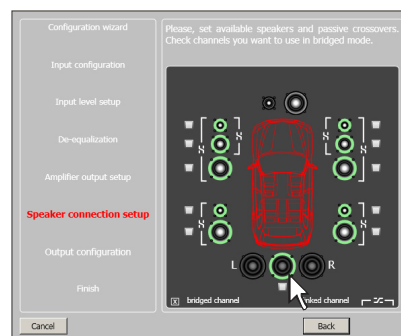 Configuration wizard
Please, set available speakers and passive crossovers.
Check channels you want to use in bridged mode.
Input configuration
Input level setup
De-equalization
Amplifier output setup
Speaker connection setup
Output configuration
Finish
L
R
X bridged channel
linked channel
Cancel
Back